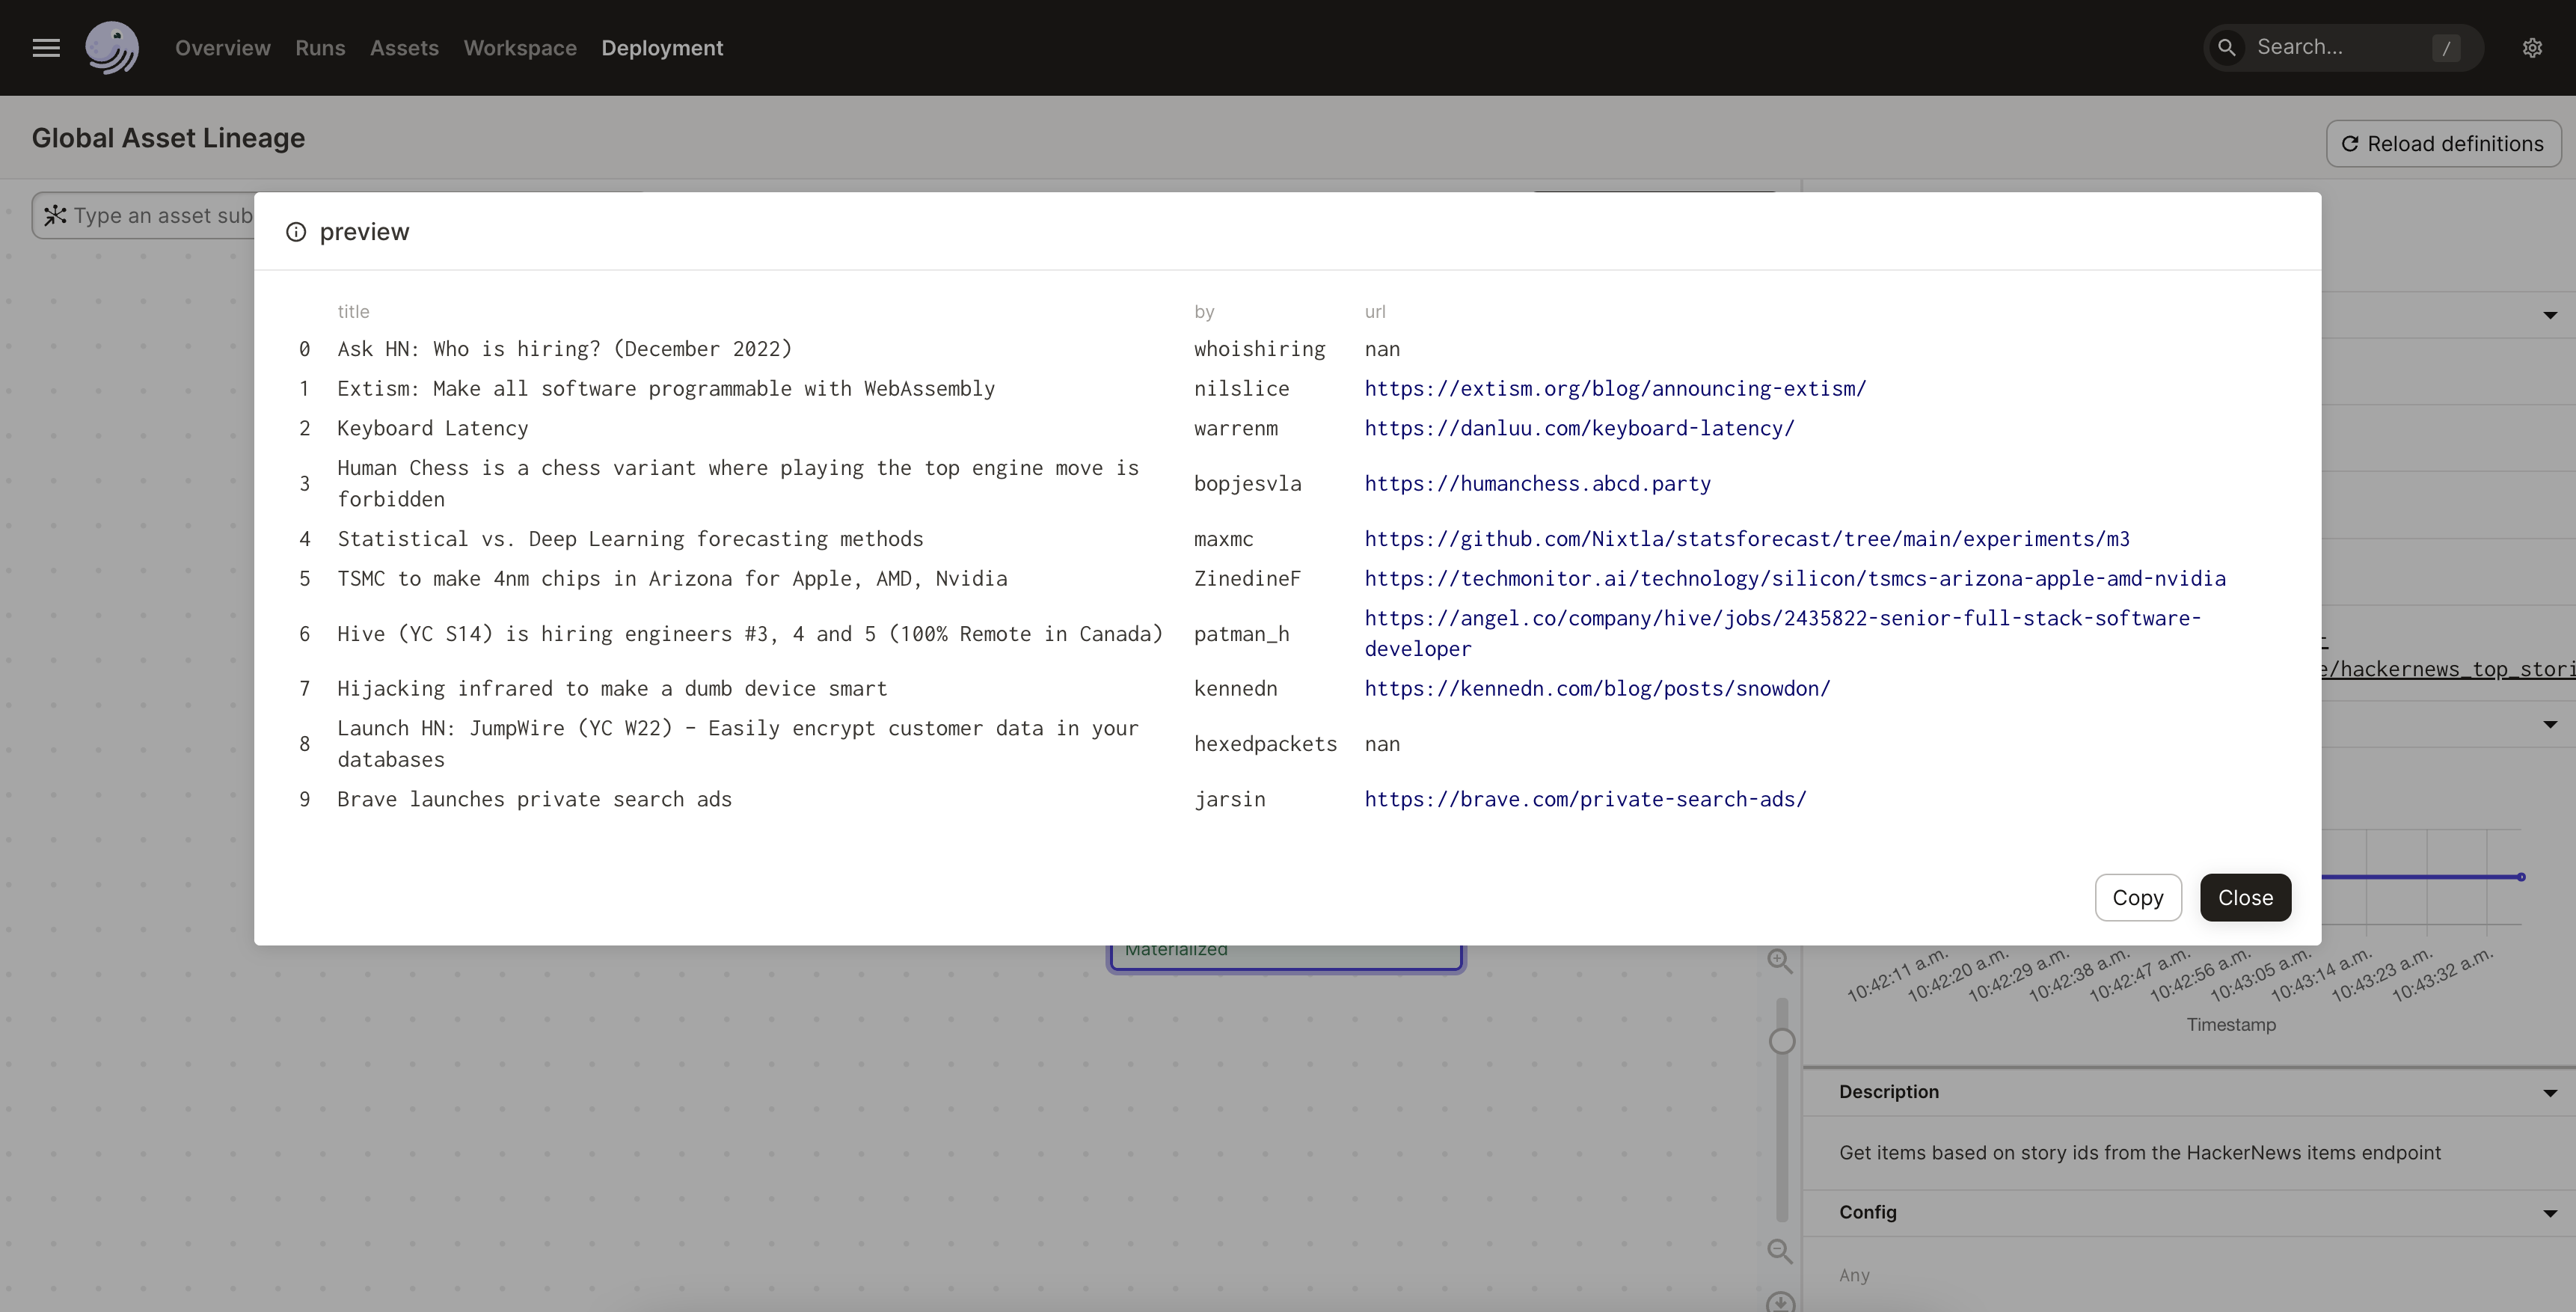 Overview Runs Assets Workspace Deployment
Search... /
Global Asset Lineage
Reload definitions
Type an asset sub
preview
title by url
0 Ask HN: Who is hiring? (December 2022) whoishiring nan
1 Extism: Make all software programmable with WebAssembly nilslice https://extism.org/blog/announcing-extism/
2 Keyboard Latency warrenm https://danluu.com/keyboard-latency/
3 Human Chess is a chess variant where playing the top engine move is
forbidden bopjesvla https://humanchess.abcd.party
4 Statistical vs. Deep Learning forecasting methods maxmc https://github.com/Nixtla/statsforecast/tree/main/experiments/m3
5 TSMC to make 4nm chips in Arizona for Apple, AMD, Nvidia ZinedineF https://techmonitor.ai/technology/silicon/tsmcs-arizona-apple-amd-nvidia
6 Hive (YC S14) is hiring engineers #3, 4 and 5 (100% Remote in Canada) patman_h https://angel.co/company/hive/jobs/2435822-senior-full-stack-software-
developer
7 Hijacking infrared to make a dumb device smart kennedn https://kennedn.com/blog/posts/snowdon/
8 Launch HN: JumpWire (YC W22) – Easily encrypt customer data in your
databases hexedpackets nan
9 Brave launches private search ads jarsin https://brave.com/private-search-ads/
Copy Close
e/hackernews_top_stori
Materialized
10:42:11 a.m. 10:42:20 a.m. 10:42:29 a.m. 10:42:38 a.m. 10:42:47 a.m. 10:42:56 a.m. 10:43:05 a.m. 10:43:14 a.m. 10:43:23 a.m. 10:43:32 a.m.
Timestamp
Description
Get items based on story ids from the HackerNews items endpoint
Config
Any